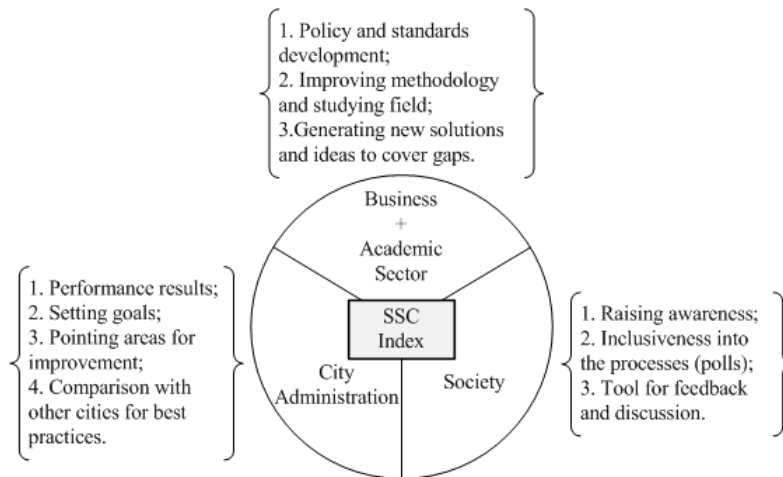 1. Policy and standards
development;
2. Improving methodology
and studying field;
3.Generating new solutions
and ideas to cover gaps.
Business
+
Academic
Sector
1. Performance results;
2. Setting goals;
3. Pointing areas for
improvement;
4. Comparison with
other cities for best
practices.
SSC
Index
City
Administration
Society
1. Raising awareness;
2. Inclusiveness into
the processes (polls);
3. Tool for feedback
and discussion.